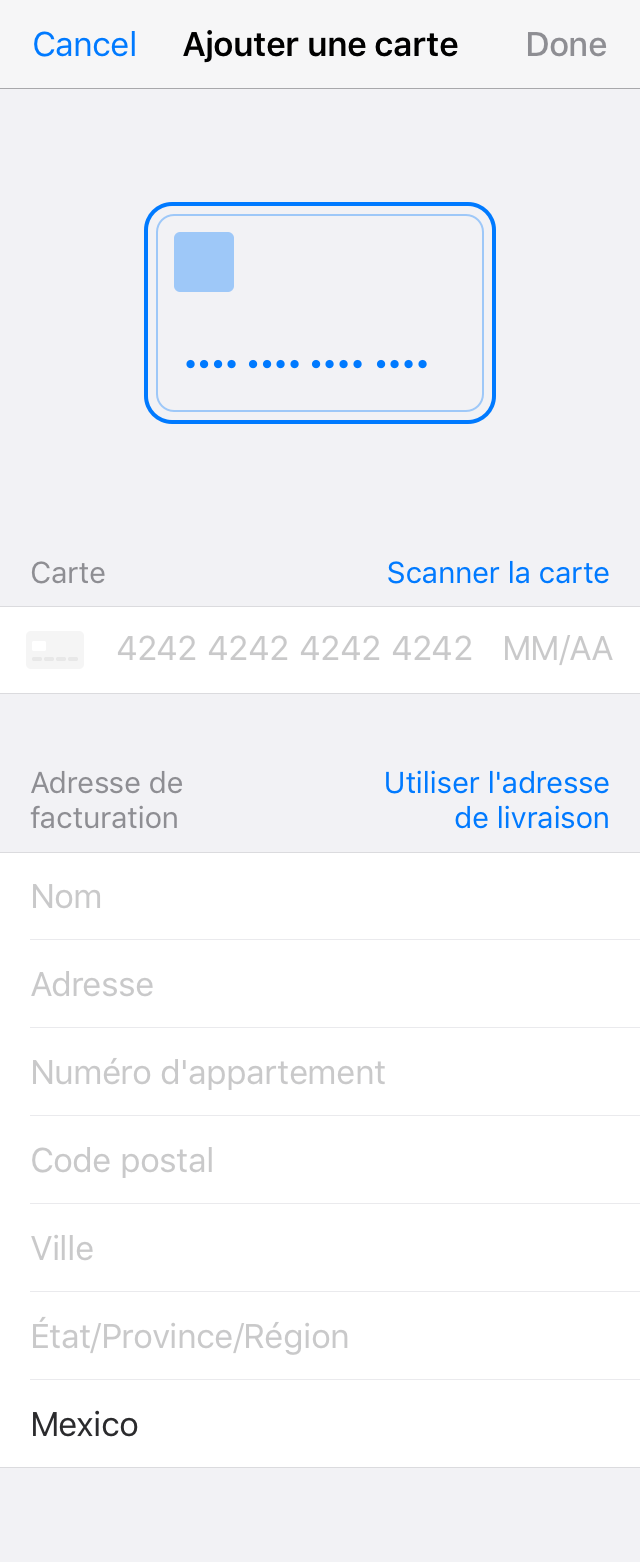 Cancel Ajouter une carte Done
•••• •••• •••• ••••
Carte Scanner la carte
4242 4242 4242 4242 MM/AA
Adresse de Utiliser l'adresse
facturation de livraison
Nom
Adresse
Numéro d'appartement
Code postal
Ville
État/Province/Région
Mexico